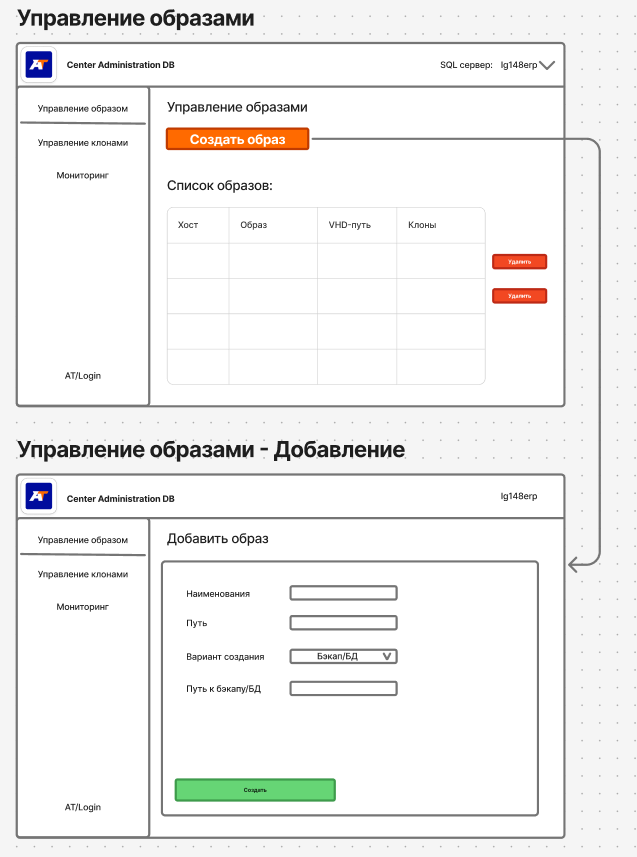 Управление образами
AT
Center Administration DB
SQL сервер: lg148erp
Управление образом
Управление клонами
Мониторинг
AT/Login
Управление образами
Создать образ
Список образов:
Хост Образ VHD-путь Клоны
Удалить
Удалить
Управление образами - Добавление
AT
Center Administration DB
lg148erp
Управление образом
Управление клонами
Мониторинг
AT/Login
Добавить образ
Наименования
Путь
Вариант создания Бэкап/БД
Путь к бэкапу/БД
Создать